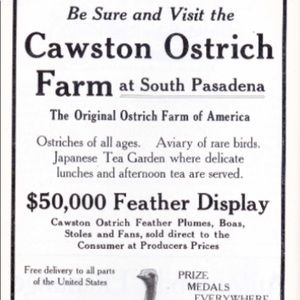 Be Sure and Visit the
Cawston Ostrich
Farm at South Pasadena
The Original Ostrich Farm of America
Ostriches of all ages. Aviary of rare birds.
Japanese Tea Garden where delicate
lunches and afternoon tea are served.
$50,000 Feather Display
Cawston Ostrich Feather Plumes, Boas,
Stoles and Fans, sold direct to the
Consumer at Producers Prices
Free delivery to all parts
of the United States
PRIZE
MEDALS
EVERYWHERE